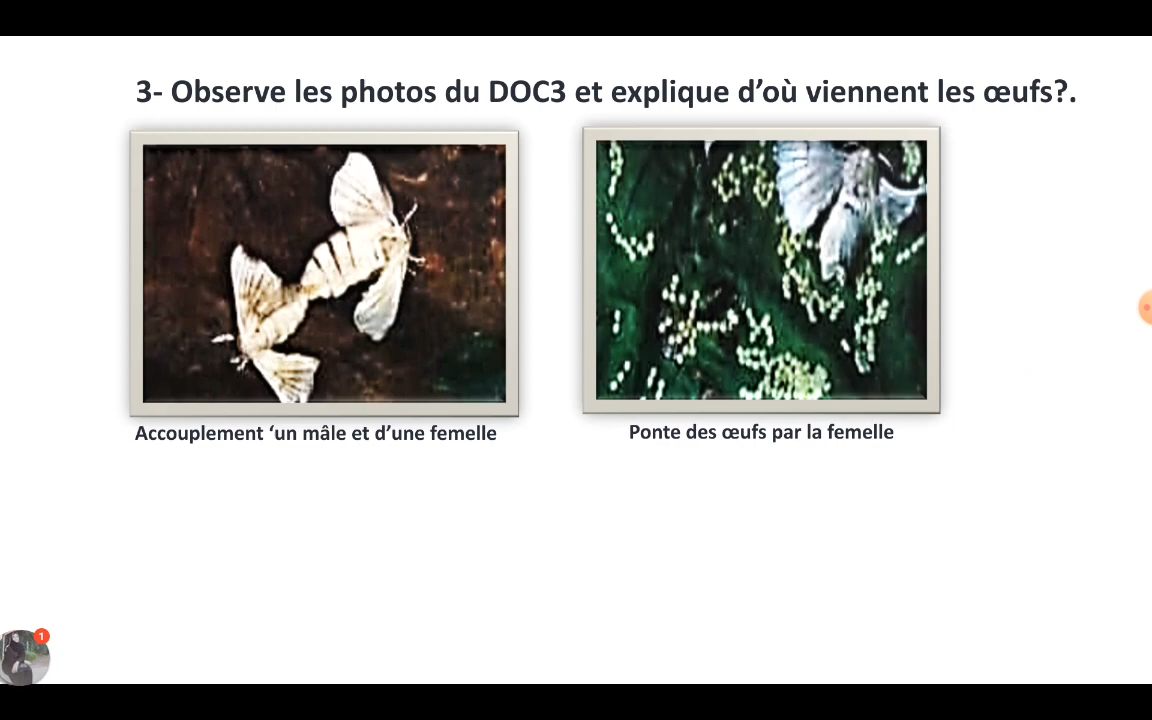 3- Observe les photos du DOC3 et explique d’où viennent les œufs?.
Accouplement ‘un mâle et d’une femelle
Ponte des œufs par la femelle
1